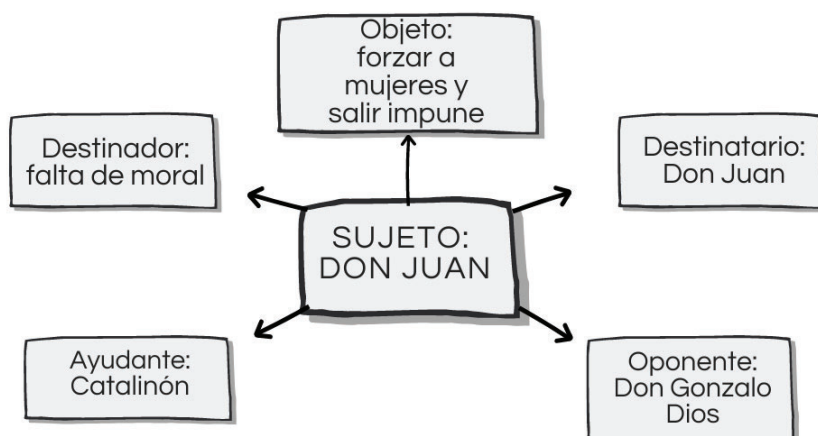 Objeto:
forzar a
mujeres y
salir impune
Destinador:
falta de moral
Destinatario:
Don Juan
SUJETO:
DON JUAN
Ayudante:
Catalinón
Oponente:
Don Gonzalo
Dios